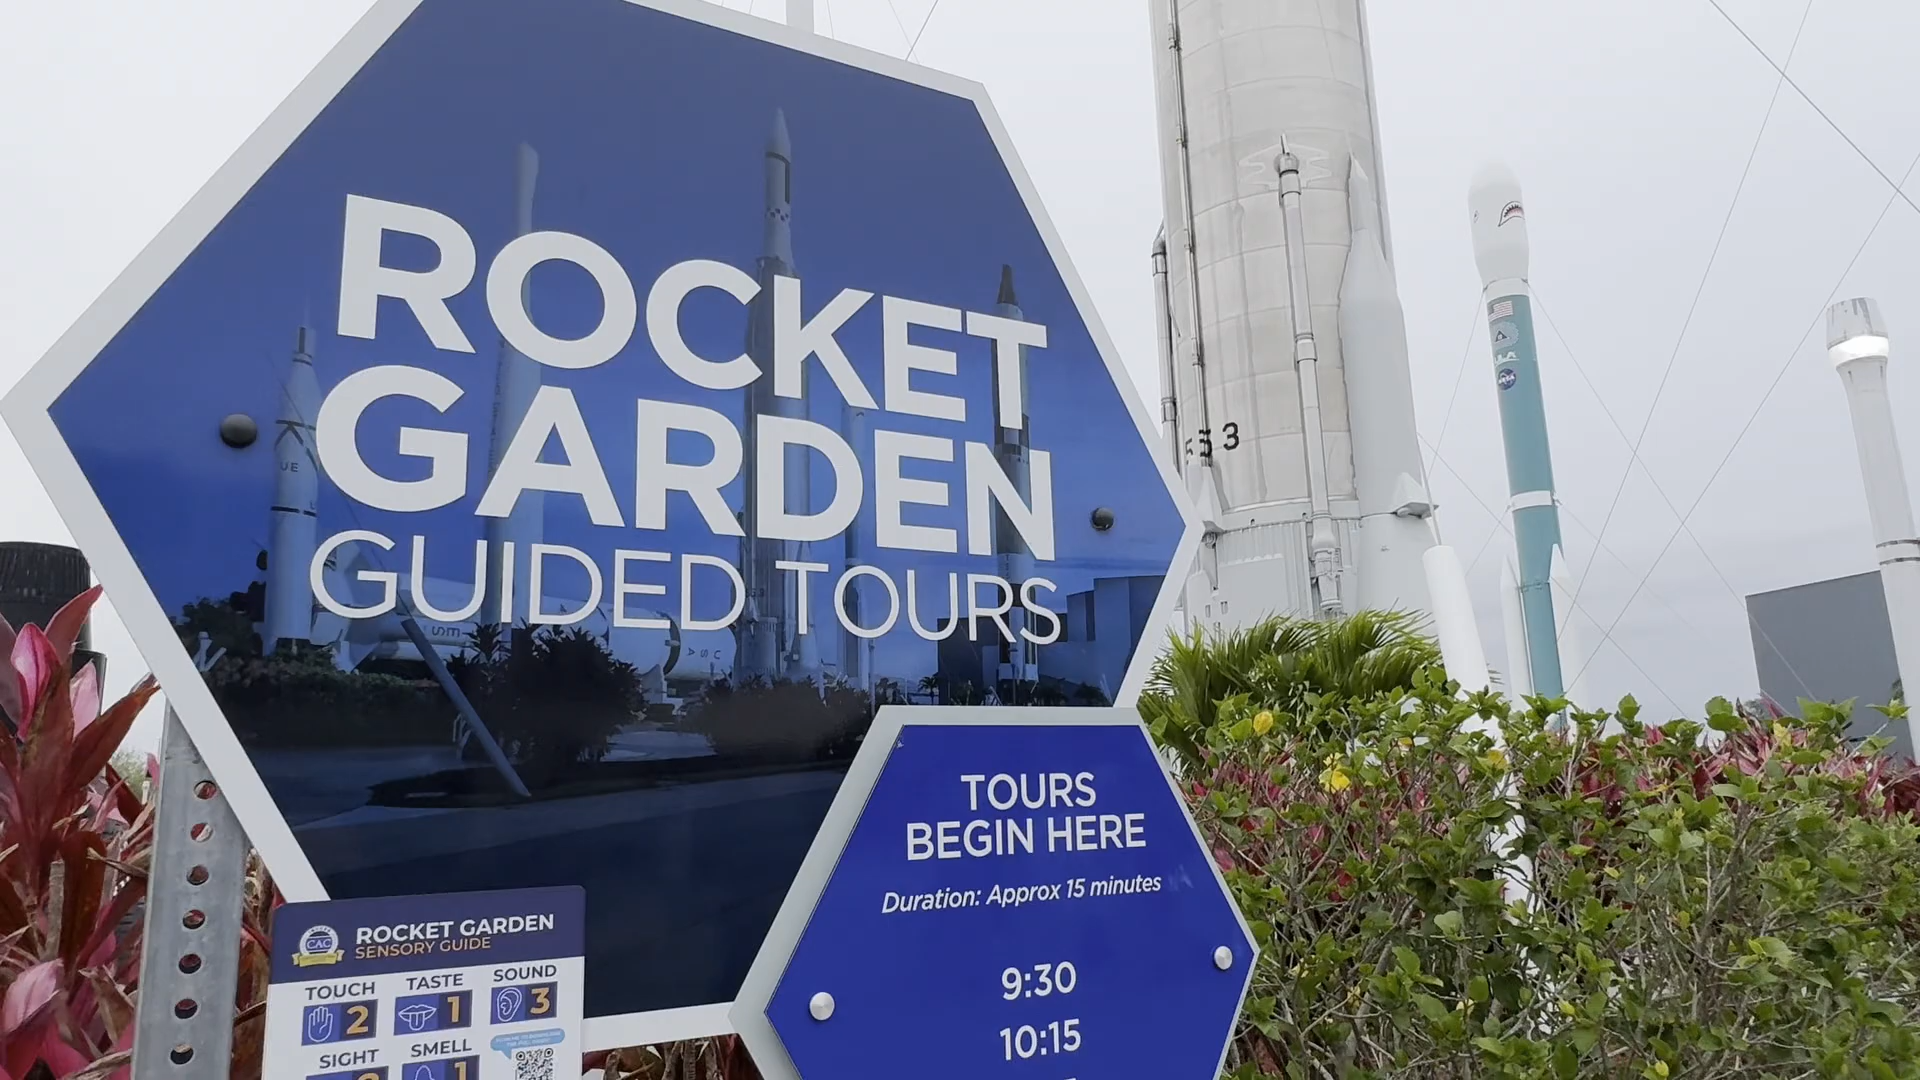 ROCKET
GARDEN
GUIDED TOURS
TOURS
BEGIN HERE
Duration: Approx 15 minutes
9:30
10:15
CAC
ROCKET GARDEN
SENSORY GUIDE
TOUCH
2
TASTE
1
SOUND
3
SIGHT
SMELL
1